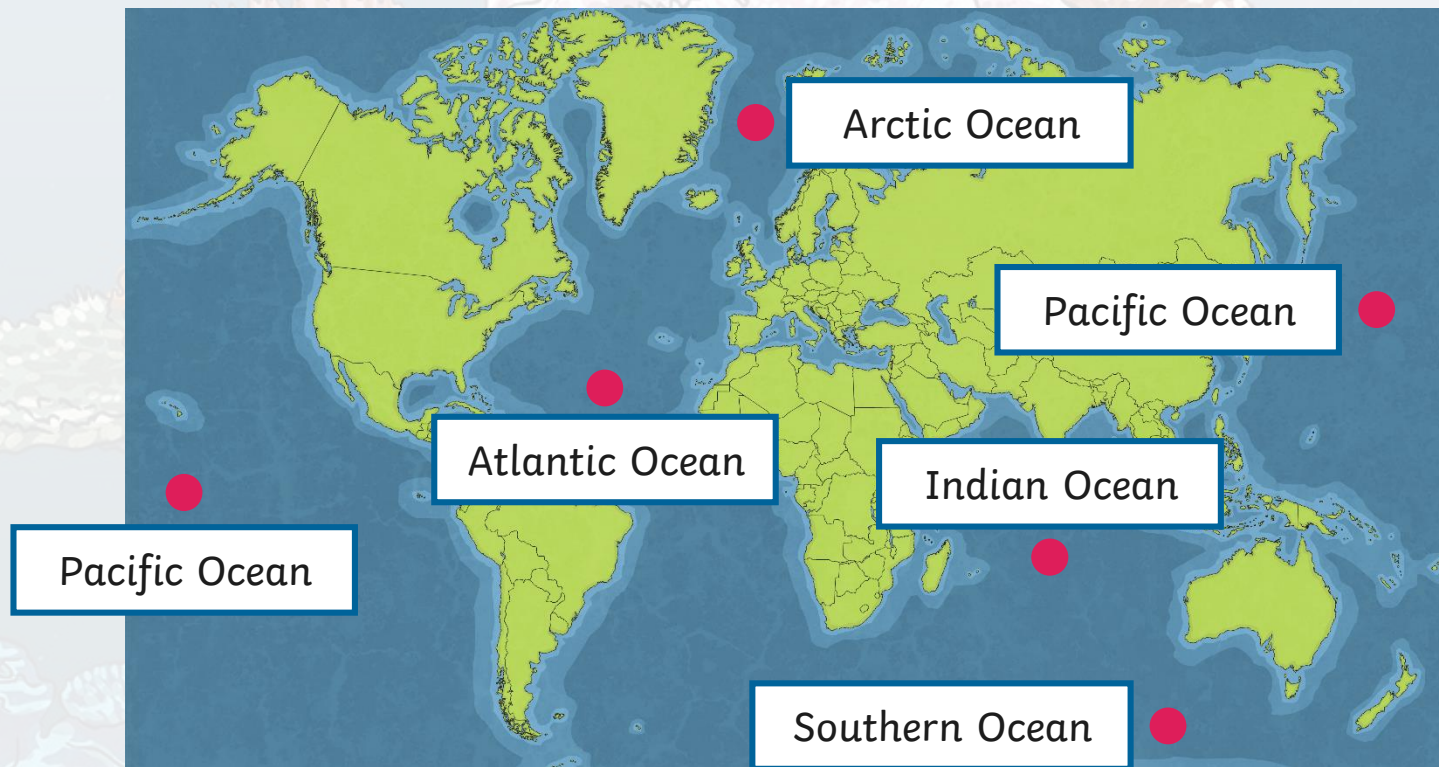 Arctic Ocean
Pacific Ocean
Atlantic Ocean
Indian Ocean
Pacific Ocean
Southern Ocean